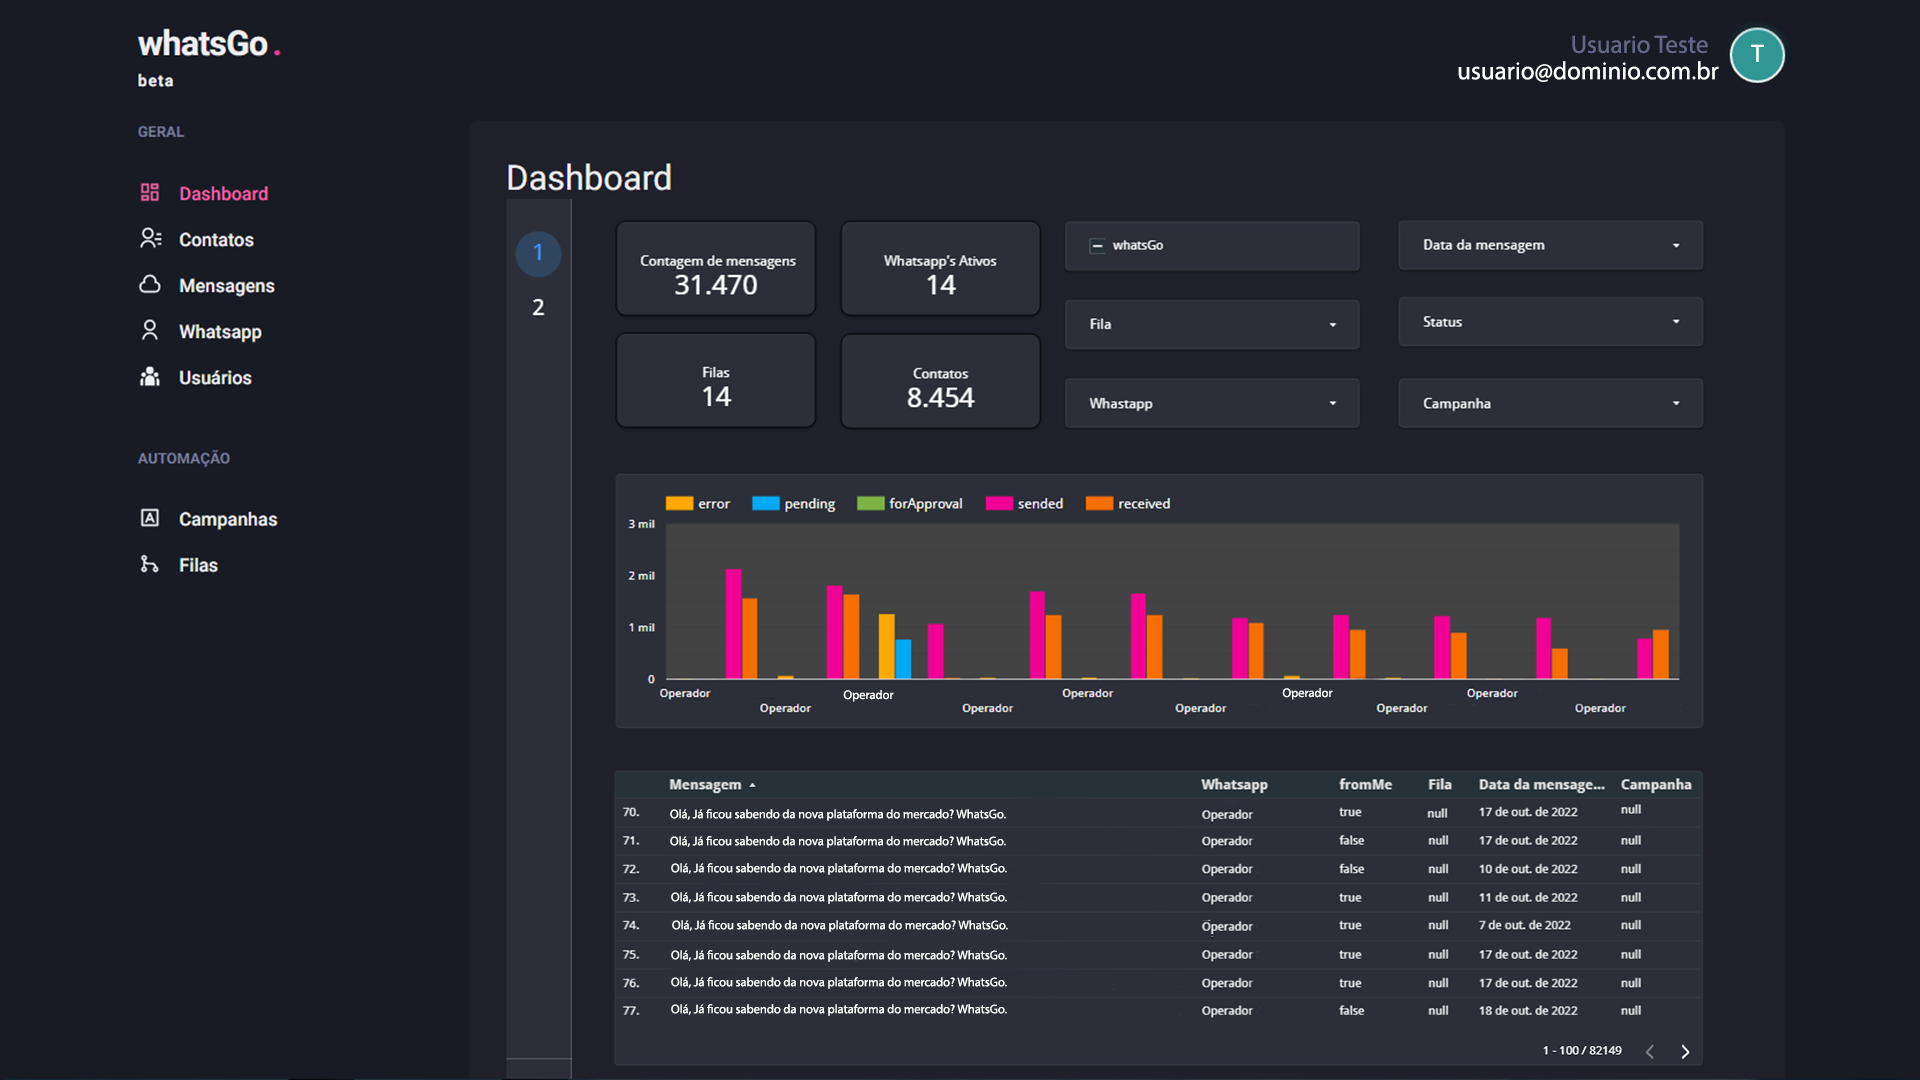 whatsGo.
beta
Usuario Teste
usuario@dominio.com.br
T
GERAL
Dashboard
Contatos
Mensagens
Whatsapp
Usuários
AUTOMAÇÃO
Campanhas
Filas
Dashboard
1
2
Contagem de mensagens
31.470
Whatsapp's Ativos
14
Filas
14
Contatos
8.454
whatsGo
Data da mensagem
Fila
Status
Whastapp
Campanha
error pending forApproval sended received
3 mil
2 mil
1 mil
0
Operador Operador Operador Operador Operador
Operador Operador Operador Operador Operador
Mensagem Whatsapp fromMe Fila Data da mensage... Campanha
70. Olá, Já ficou sabendo da nova plataforma do mercado? WhatsGo. Operador true null 17 de out. de 2022 null
71. Olá, Já ficou sabendo da nova plataforma do mercado? WhatsGo. Operador false null 17 de out. de 2022 null
72. Olá, Já ficou sabendo da nova plataforma do mercado? WhatsGo. Operador false null 10 de out. de 2022 null
73. Olá, Já ficou sabendo da nova plataforma do mercado? WhatsGo. Operador true null 11 de out. de 2022 null
74. Olá, Já ficou sabendo da nova plataforma do mercado? WhatsGo. Operador true null 7 de out. de 2022 null
75. Olá, Já ficou sabendo da nova plataforma do mercado? WhatsGo. Operador true null 17 de out. de 2022 null
76. Olá, Já ficou sabendo da nova plataforma do mercado? WhatsGo. Operador true null 17 de out. de 2022 null
77. Olá, Já ficou sabendo da nova plataforma do mercado? WhatsGo. Operador false null 18 de out. de 2022 null
1 - 100 / 82149